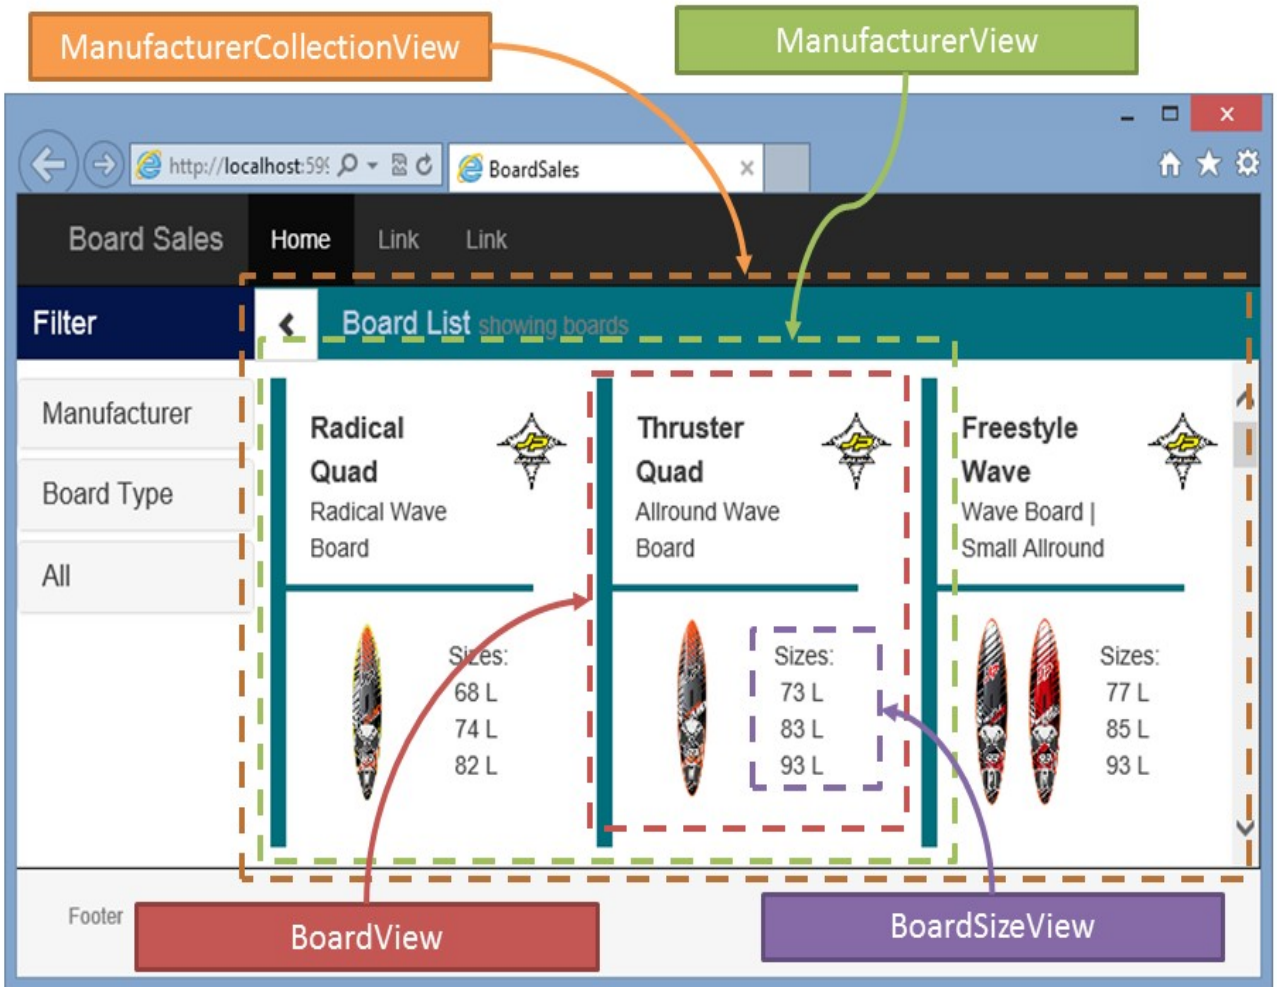 ManufacturerCollectionView
ManufacturerView
http://localhost:59
BoardSales
Board Sales
Home
Link
Link
Filter
Board List showing boards
Manufacturer
Board Type
All
Radical
Quad
Radical Wave
Board
Sizes:
68 L
74 L
82 L
Thruster
Quad
Allround Wave
Board
Sizes:
73 L
83 L
93 L
Freestyle
Wave
Wave Board |
Small Allround
Sizes:
77 L
85 L
93 L
Footer
BoardView
BoardSizeView